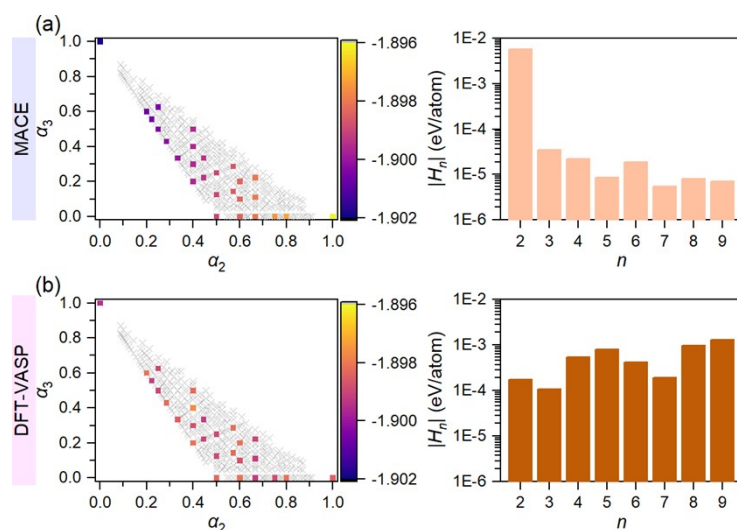 (a)
MACE
1.0
0.8
0.6
0.4
0.2
0.0
α3
0.0 0.2 0.4 0.6 0.8 1.0
α2
-1.896
-1.898
-1.900
-1.902
1E-2
1E-3
1E-4
1E-5
1E-6
|Hn| (eV/atom)
2 3 4 5 6 7 8 9
n
(b)
DFT-VASP
1.0
0.8
0.6
0.4
0.2
0.0
α3
0.0 0.2 0.4 0.6 0.8 1.0
α2
-1.896
-1.898
-1.900
-1.902
1E-2
1E-3
1E-4
1E-5
1E-6
|Hn| (eV/atom)
2 3 4 5 6 7 8 9
n